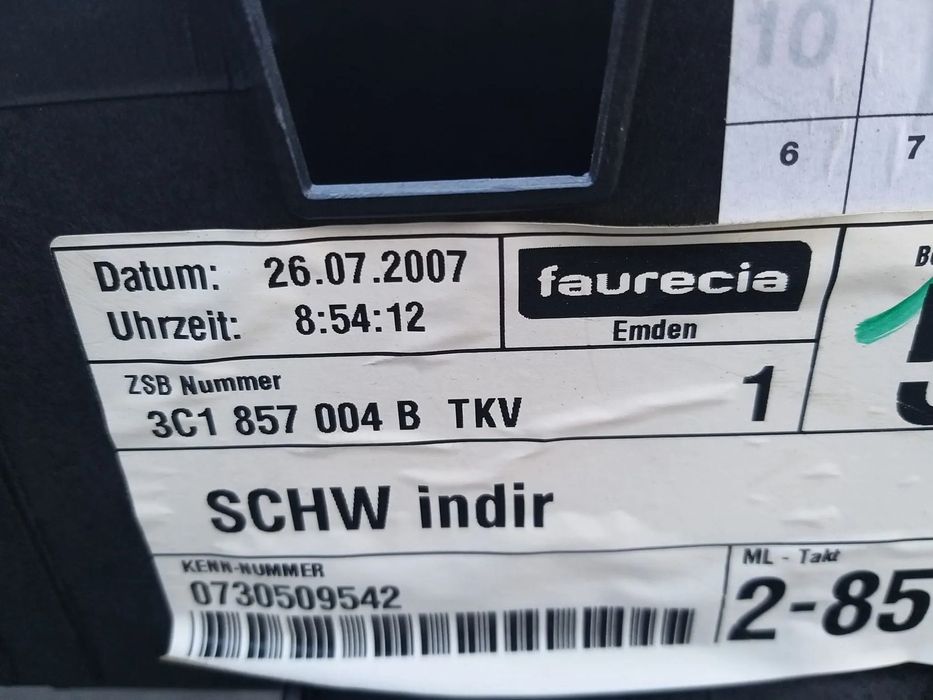 10
6 7
Datum: 26.07.2007
Uhrzeit: 8:54:12
faurecia
Emden
ZSB Nummer
3C1 857 004 B TKV 1
SCHW indir
KENN-NUMMER
0730509542
ML - Takt
2-85